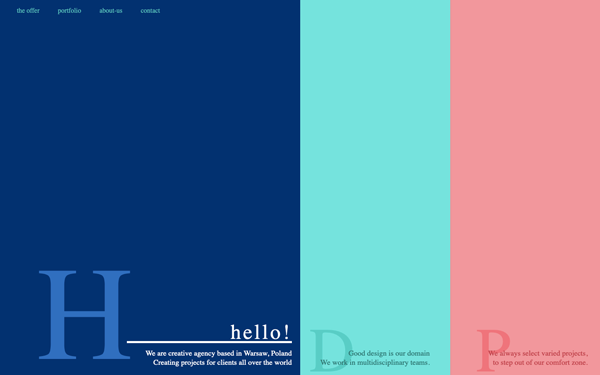 the offer portfolio about-us contact
H
hello!
We are creative agency based in Warsaw, Poland
Creating projects for clients all over the world
D
Good design is our domain
We work in multidisciplinary teams.
P
We always select varied projects,
to step out of our comfort zone.